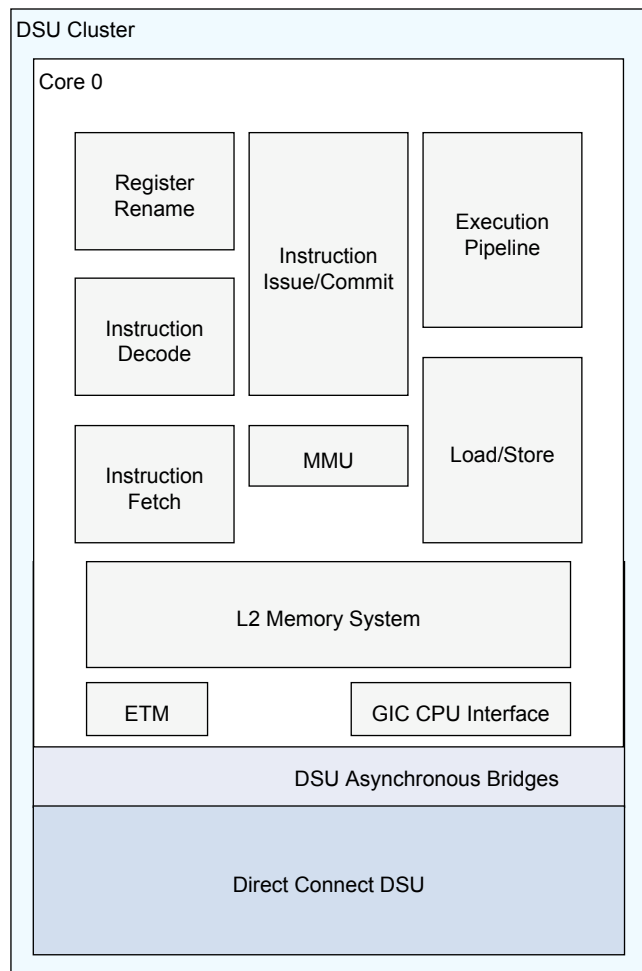 DSU Cluster
Core 0
Register
Rename
Instruction
Issue/Commit
Execution
Pipeline
Instruction
Decode
Instruction
Fetch
MMU
Load/Store
L2 Memory System
ETM
GIC CPU Interface
DSU Asynchronous Bridges
Direct Connect DSU